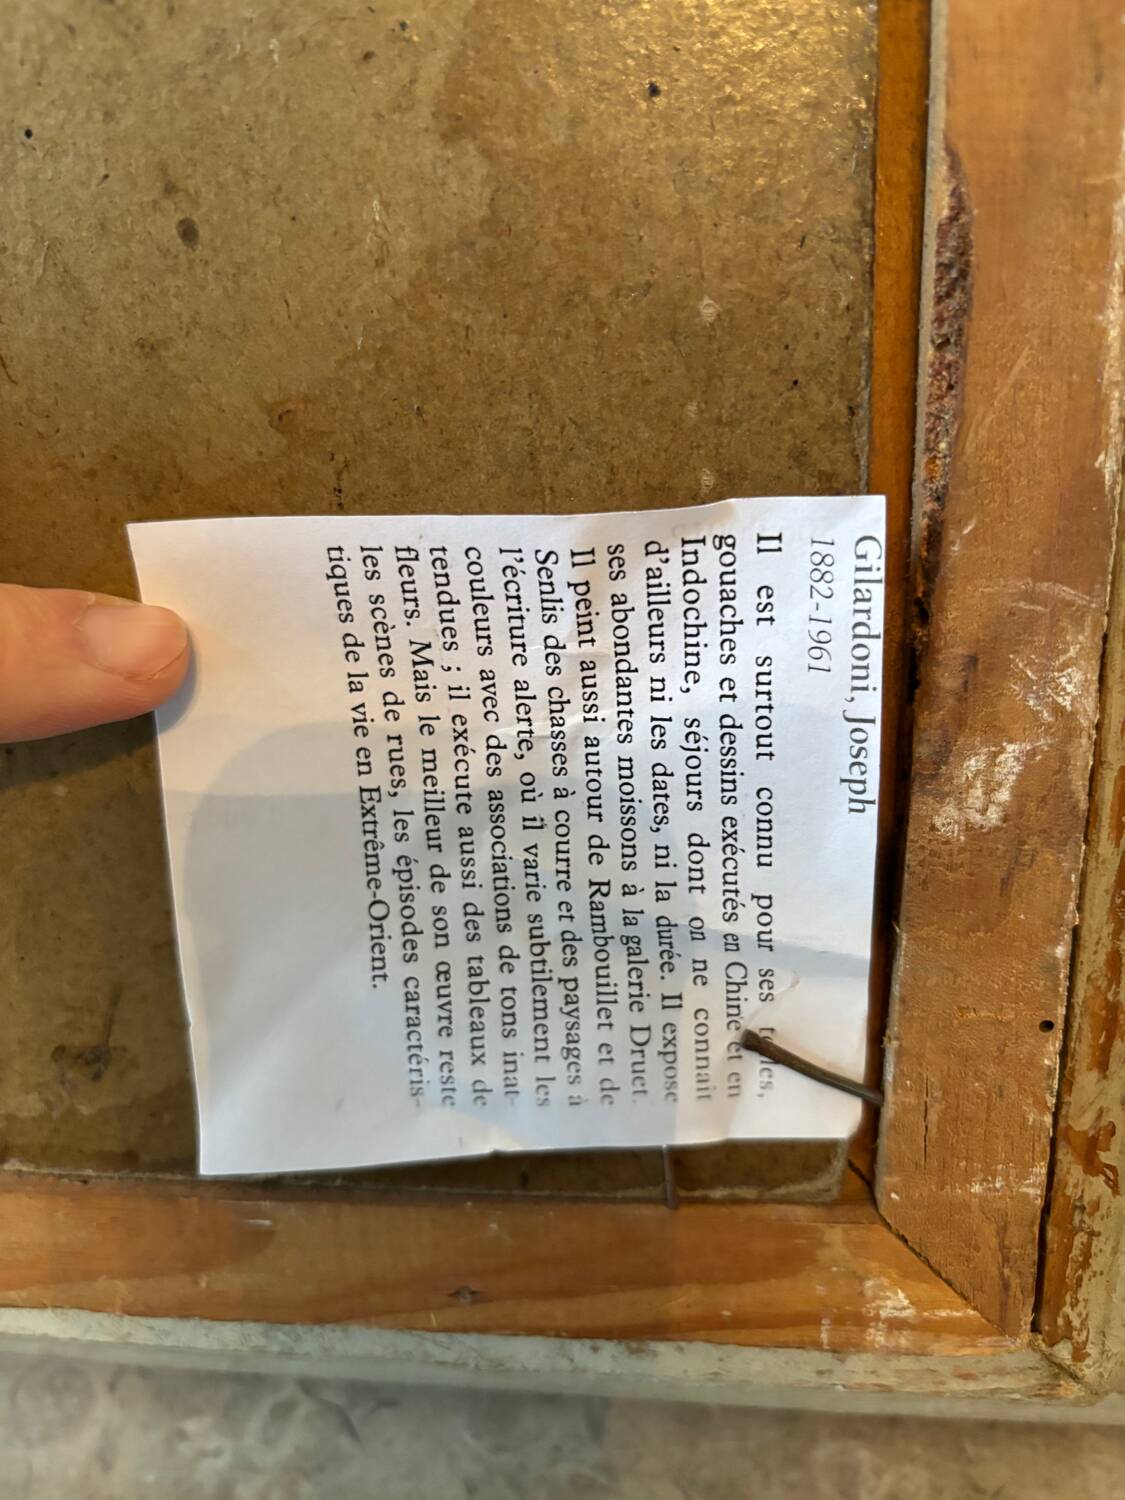 Gilardoni, Joseph
1882-1961
Il est surtout connu pour ses
gouaches et dessins exécutés en Chine et en
Indochine, séjours dont on ne connait
d'ailleurs ni les dates, ni la durée. Il expose
ses abondantes moissons à la galerie Druet.
Il peint aussi autour de Rambouillet et de
Senlis des chasses à courre et des paysages à
l'écriture alerte, où il varie subtilement les
couleurs avec des associations de tons inat-
tendues ; il exécute aussi des tableaux de
fleurs. Mais le meilleur de son œuvre reste
les scènes de rues, les épisodes caractéris-
tiques de la vie en Extrême-Orient.